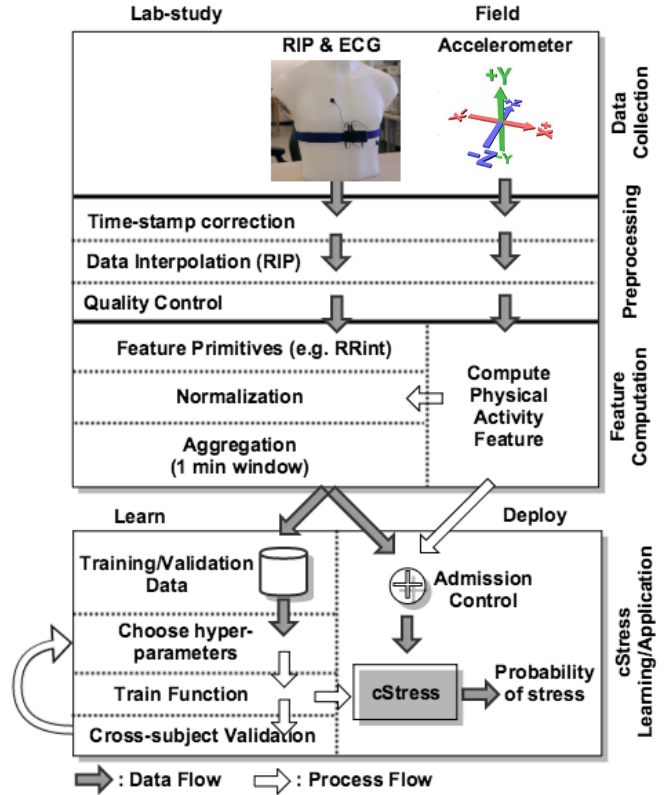 Lab-study
Field
RIP & ECG
Accelerometer
+Y
-X
+Z
+X
-Z
-Y
Data
Collection
Time-stamp correction
Data Interpolation (RIP)
Quality Control
Preprocessing
Feature Primitives (e.g. RRint)
Normalization
Aggregation
(1 min window)
Compute
Physical
Activity
Feature
Feature
Computation
Learn
Deploy
Training/Validation
Data
Choose hyper-
parameters
Train Function
Cross-subject Validation
Admission
Control
cStress
Probability
of stress
cStress
Learning/Application
: Data Flow
: Process Flow